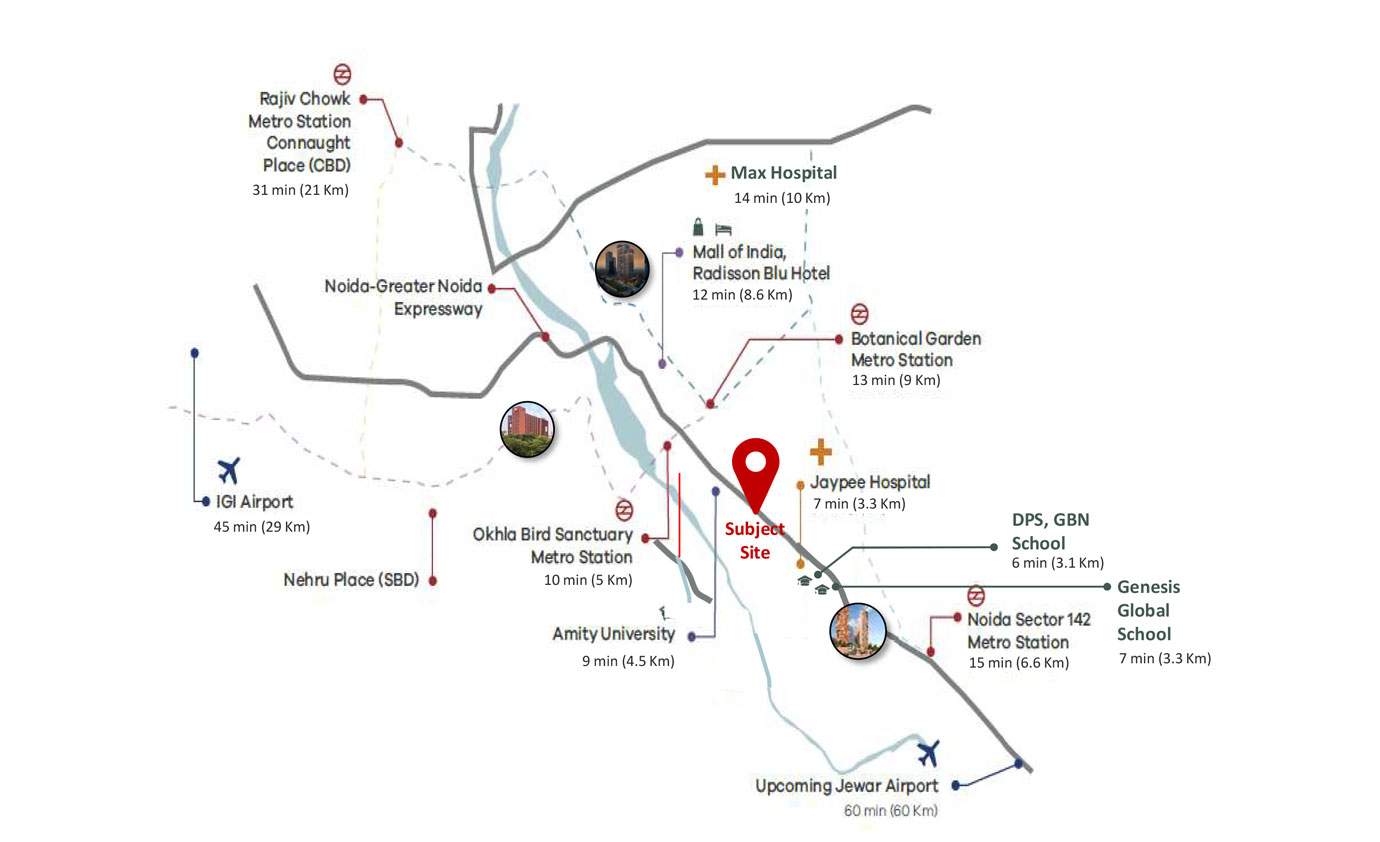 Rajiv Chowk
Metro Station
Connaught
Place (CBD)
31 min (21 Km)
Max Hospital
14 min (10 Km)
Mall of India,
Radisson Blu Hotel
12 min (8.6 Km)
Noida-Greater Noida
Expressway
Botanical Garden
Metro Station
13 min (9 Km)
IGI Airport
45 min (29 Km)
Jaypee Hospital
7 min (3.3 Km)
Subject
Site
DPS, GBN
School
6 min (3.1 Km)
Okhla Bird Sanctuary
Metro Station
10 min (5 Km)
Nehru Place (SBD)
Genesis
Global
School
7 min (3.3 Km)
Noida Sector 142
Metro Station
15 min (6.6 Km)
Amity University
9 min (4.5 Km)
Upcoming Jewar Airport
60 min (60 Km)